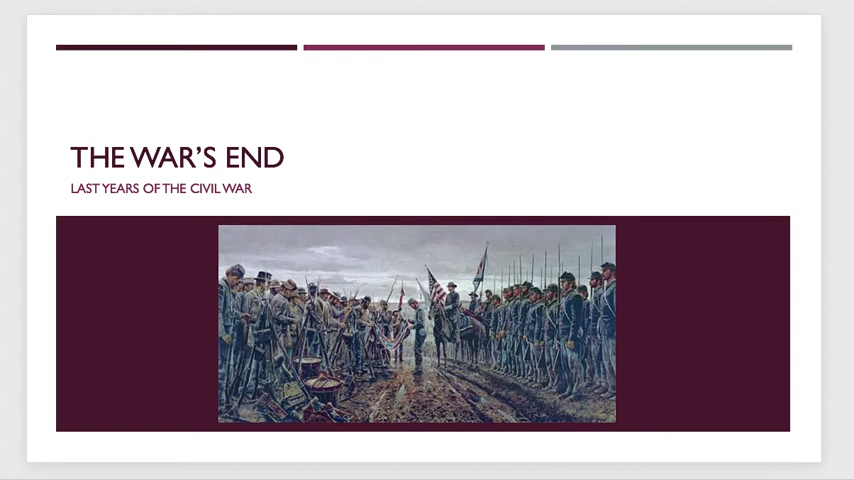 THE WAR'S END
LAST YEARS OF THE CIVIL WAR